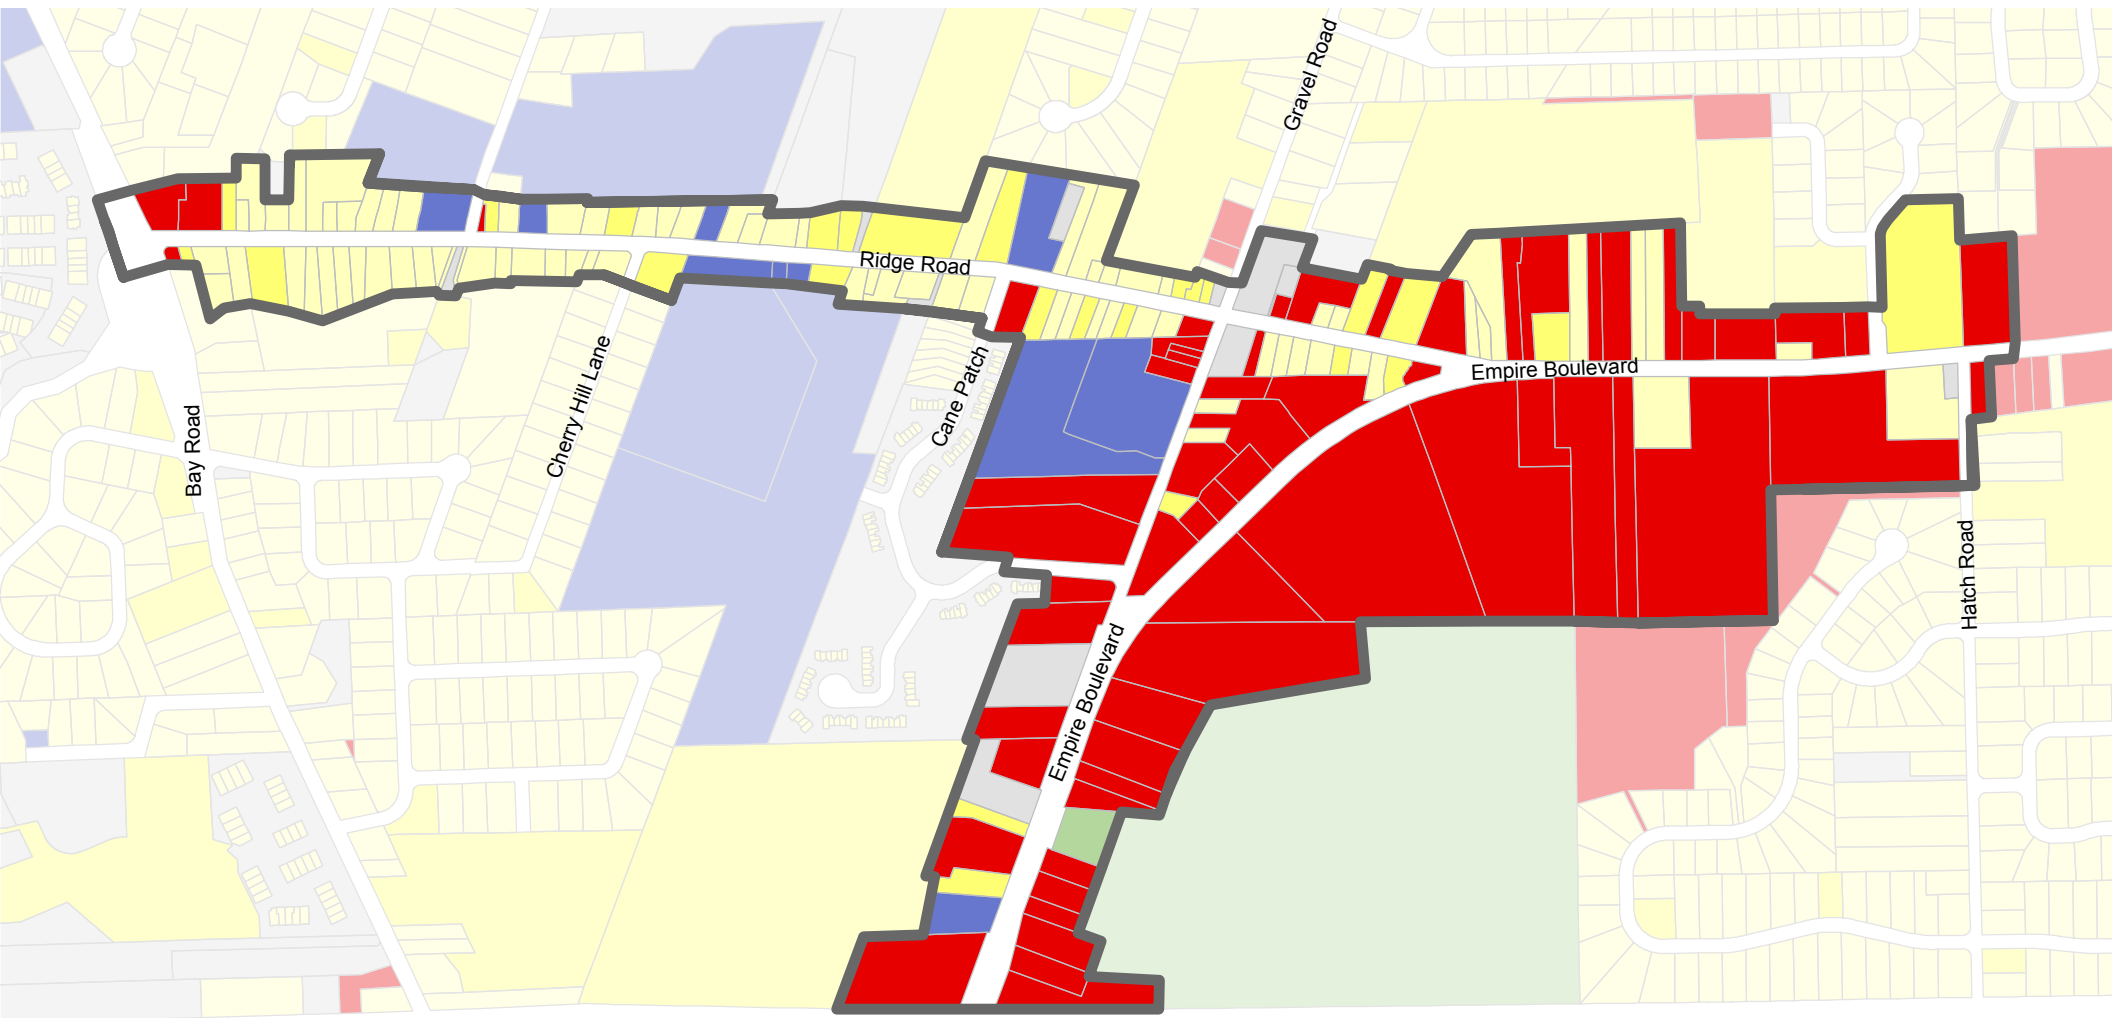 Gravel Road
Ridge Road
Empire Boulevard
Cherry Hill Lane
Cane Patch
Bay Road
Hatch Road
Empire Boulevard